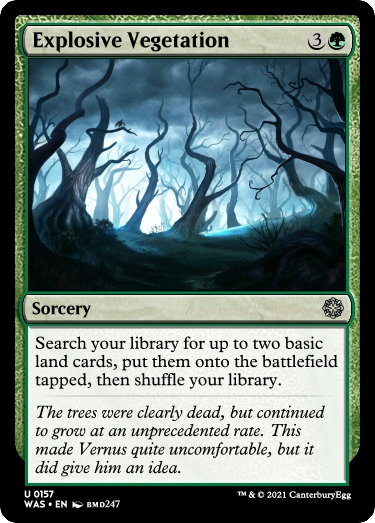 Explosive Vegetation 3
Sorcery
Search your library for up to two basic
land cards, put them onto the battlefield
tapped, then shuffle your library.
The trees were clearly dead, but continued
to grow at an unprecedented rate. This
made Vernus quite uncomfortable, but it
did give him an idea.
U 0157
WAS • EN BMD247
™ & © 2021 CanterburyEgg